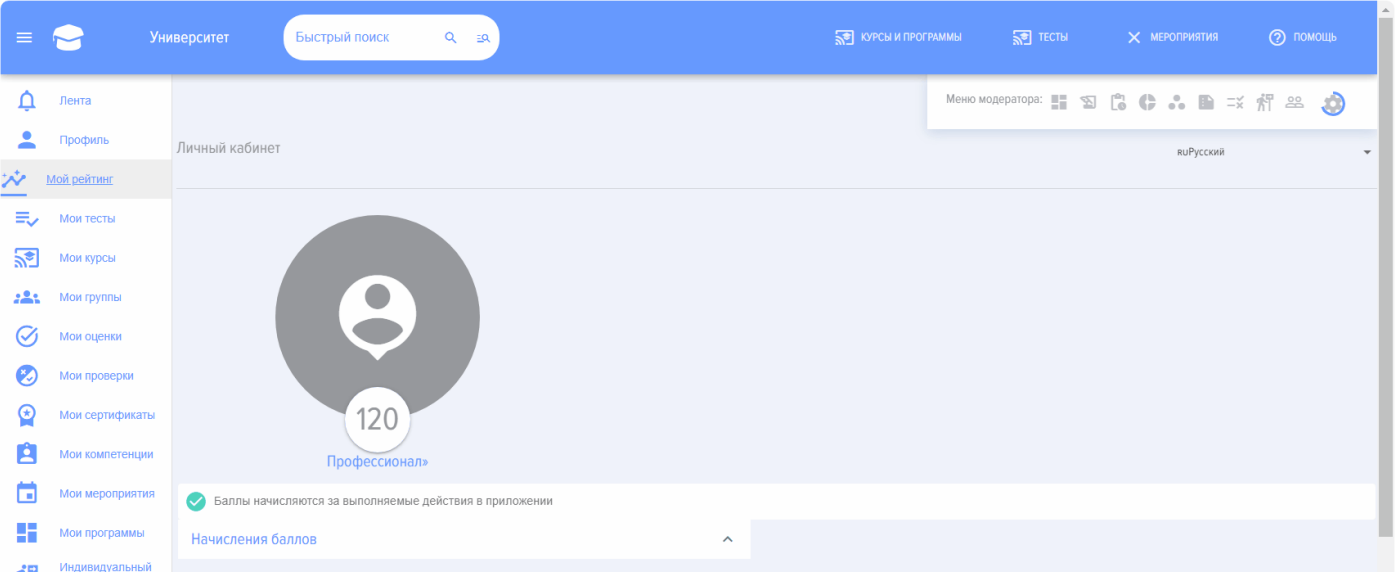 Университет
Быстрый поиск
КУРСЫ И ПРОГРАММЫ
ТЕСТЫ
МЕРОПРИЯТИЯ
ПОМОЩЬ
Меню модератора:
Лента
Профиль
Мой рейтинг
Мои тесты
Мои курсы
Мои группы
Мои оценки
Мои проверки
Мои сертификаты
Мои компетенции
Мои мероприятия
Мои программы
Индивидуальный
Личный кабинет
RUРусский
120
Профессионал»
Баллы начисляются за выполняемые действия в приложении
Начисления баллов